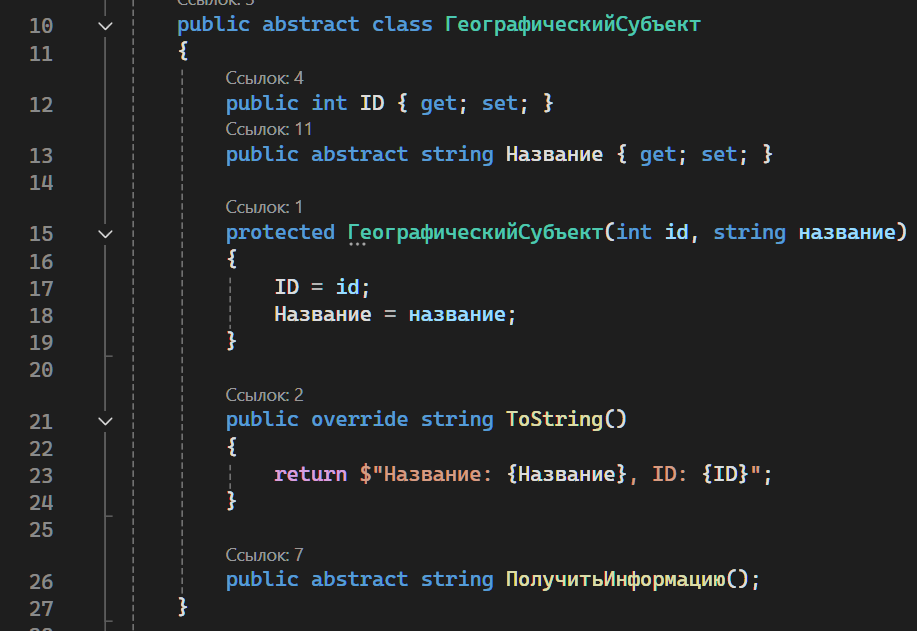 Ссылок: 3
10 public abstract class ГеографическийСубъект
11 {
Ссылок: 4
12 public int ID { get; set; }
Ссылок: 11
13 public abstract string Название { get; set; }
14
Ссылок: 1
15 protected ГеографическийСубъект(int id, string название)
16 {
17 ID = id;
18 Название = название;
19 }
20
Ссылок: 2
21 public override string ToString()
22 {
23 return $"Название: {Название}, ID: {ID}";
24 }
25
Ссылок: 7
26 public abstract string ПолучитьИнформацию();
27 }